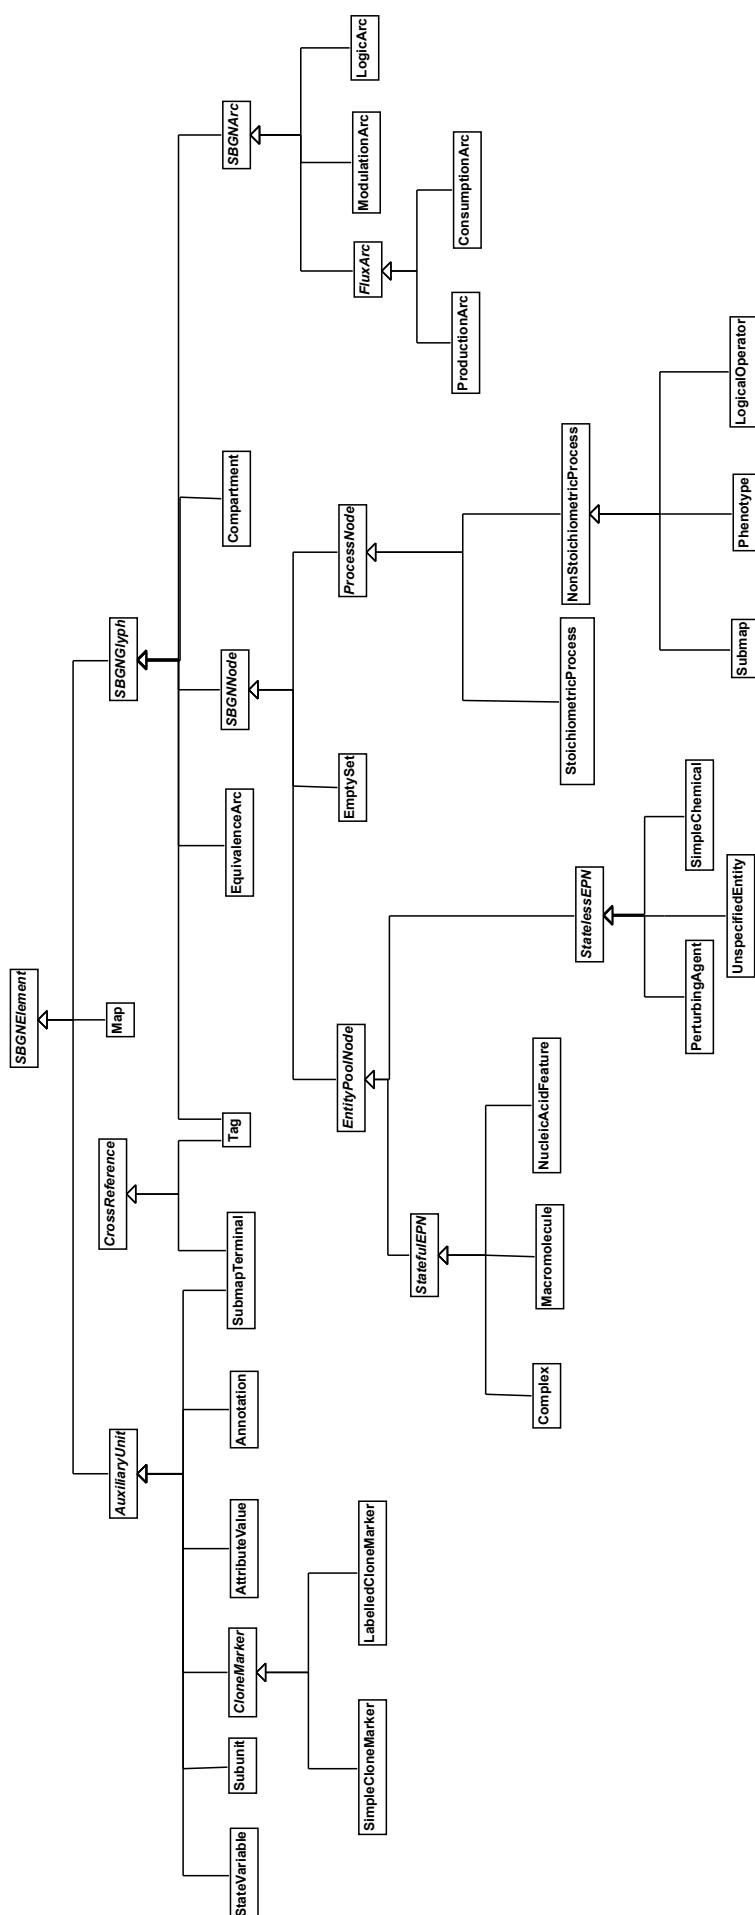 SBGNElement
AuxiliaryUnit
CrossReference
Map
SBGNGlyph
StateVariable
Subunit
CloneMarker
AttributeValue
Annotation
SubmapTerminal
Tag
EquivalenceArc
SBGNNode
Compartment
SBGNArc
SimpleCloneMarker
LabelledCloneMarker
EntityPoolNode
EmptySet
ProcessNode
FluxArc
ModulationArc
LogicArc
StatefulEPN
ProductionArc
ConsumptionArc
Complex
Macromolecule
NucleicAcidFeature
StatelessEPN
StoichiometricProcess
NonStoichiometricProcess
PerturbingAgent
UnspecifiedEntity
SimpleChemical
Submap
Phenotype
LogicalOperator